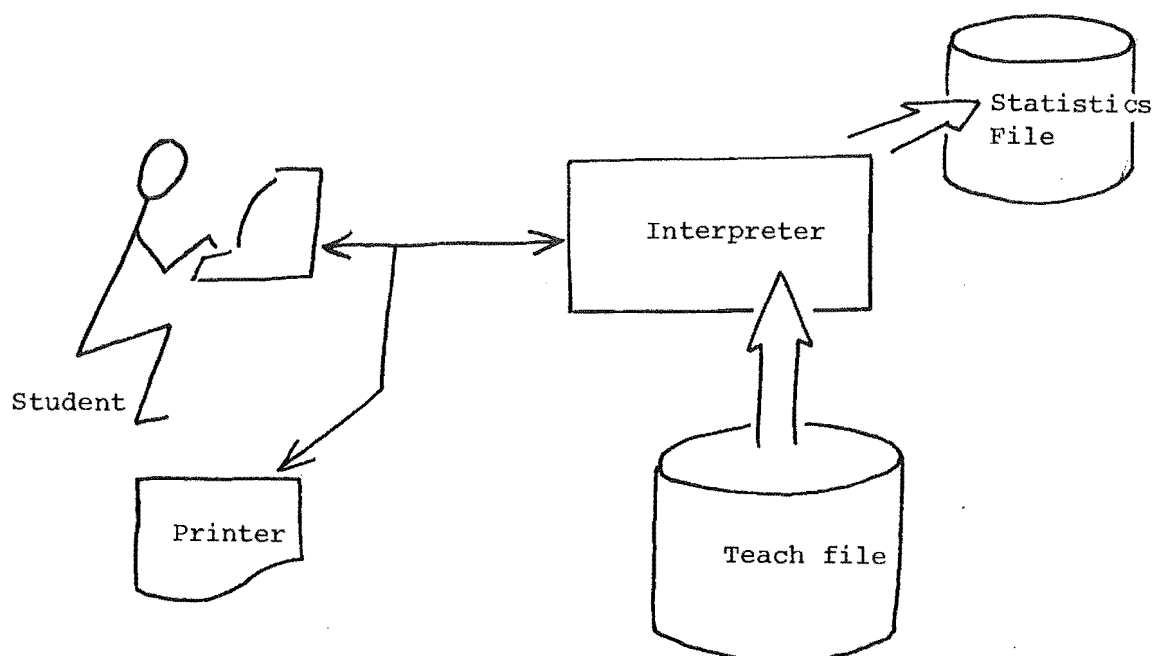 Statistics
File
Interpreter
Student
Printer
Teach file